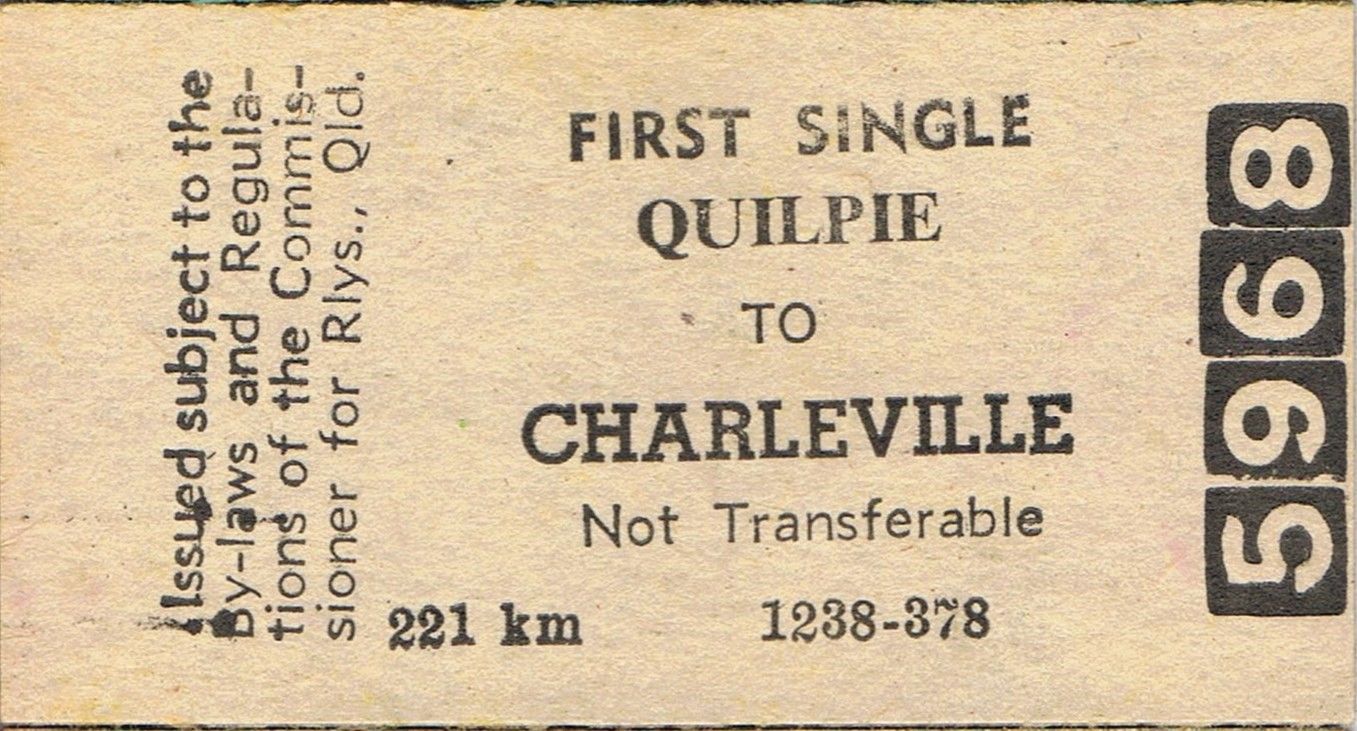 Issued subject to the
By-laws and Regula-
tions of the Commis-
sioner for Rlys., Qld.
FIRST SINGLE
QUILPIE
TO
CHARLEVILLE
Not Transferable
221 km 1238-378
5968